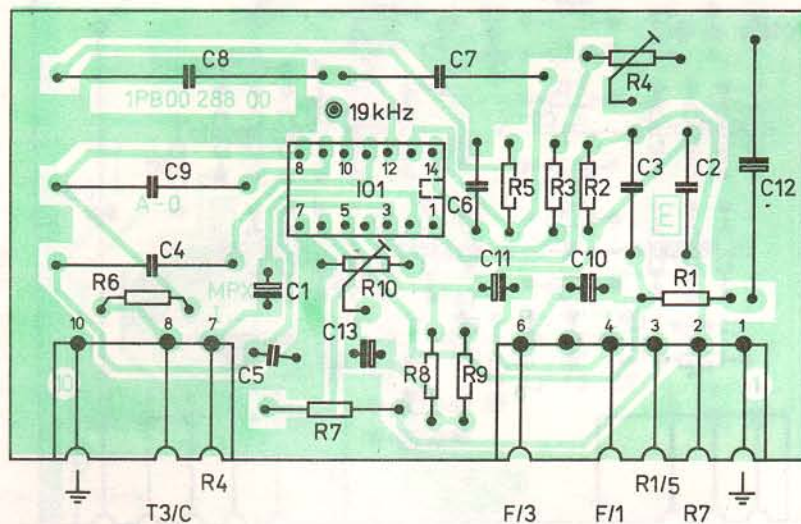 C8 C7
R4
1PB00 288 00
19kHz
8 10 12 14
IO1
7 5 3 1
C9
A-0
C6 R5 R3 R2 C3 C2 C12
E
C4
R6
MPX
C1
R10
C11 C10
R1
10 8 7
C13
6 4 3 2 1
C5
R8 R9
10
1
R7
R4
R1/5
T3/C F/3 F/1 R7